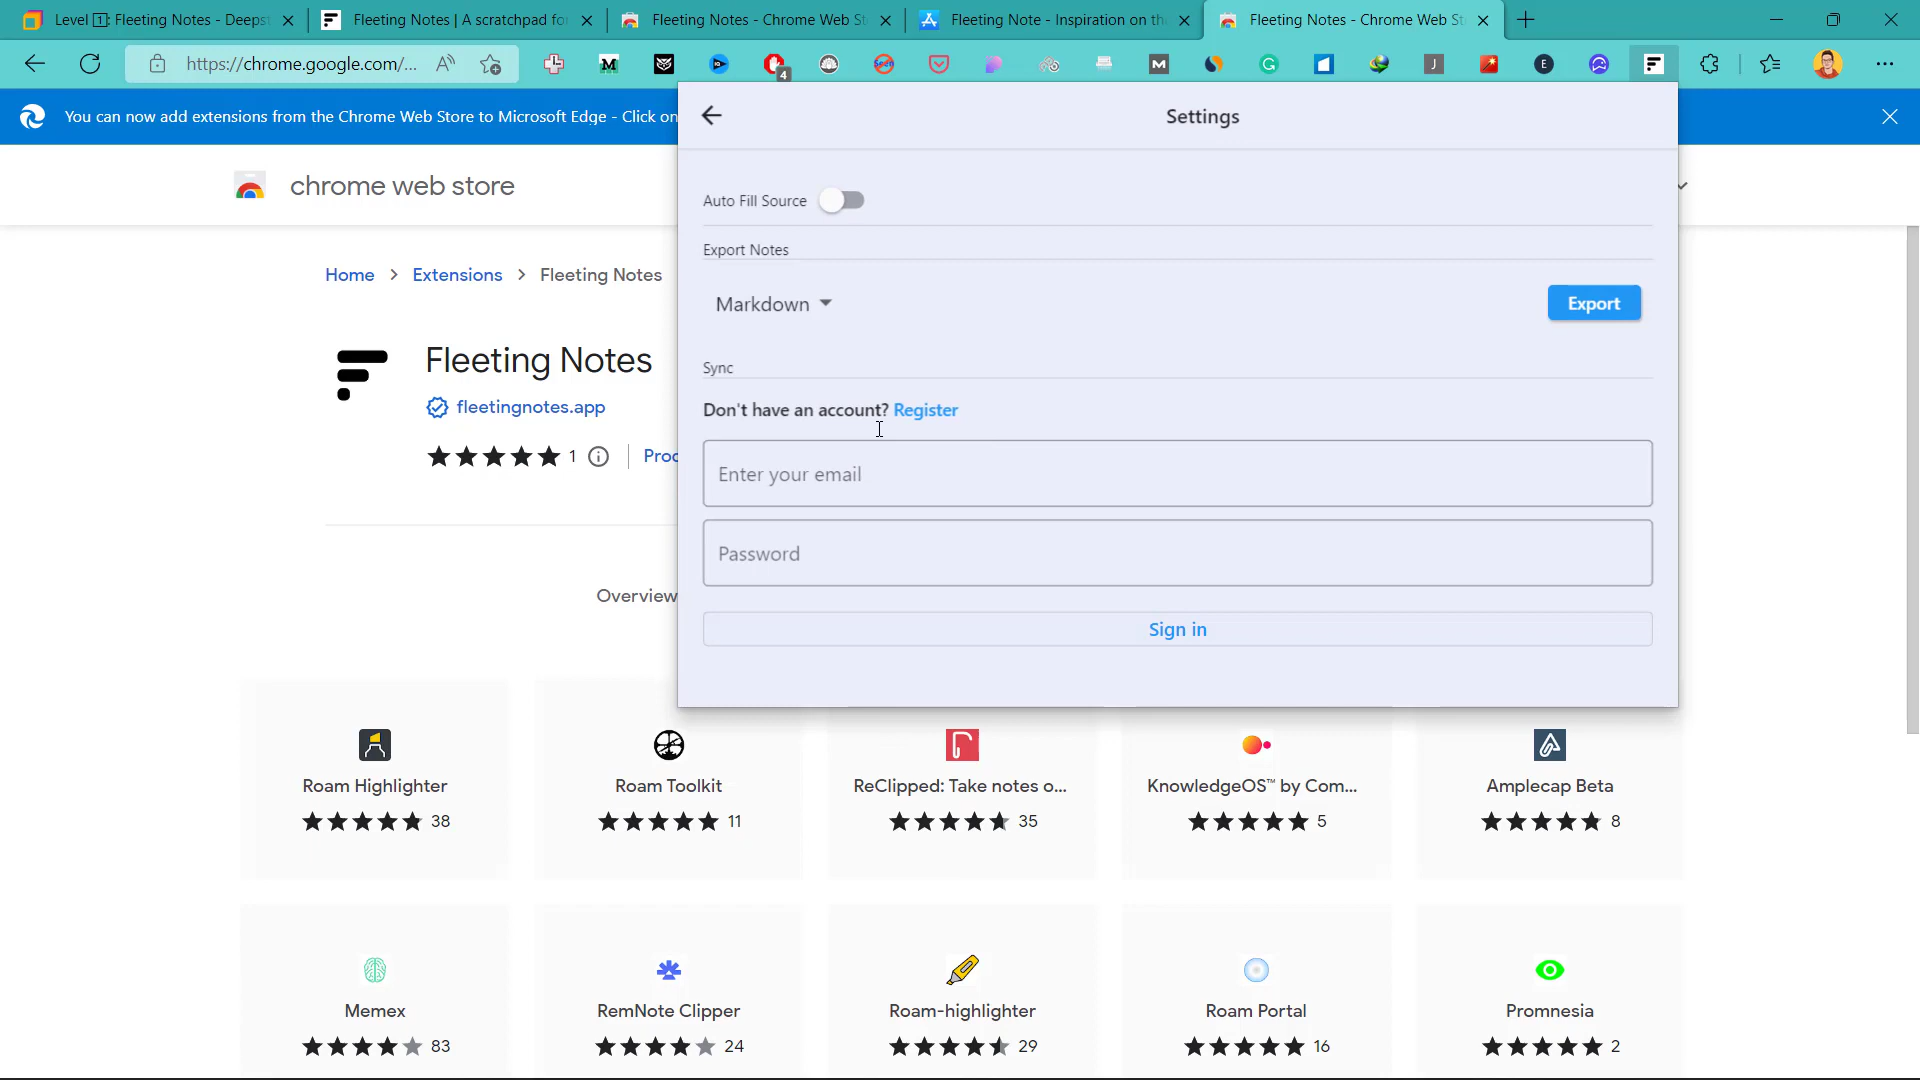 Level 1: Fleeting Notes - Deepst
Fleeting Notes | A scratchpad fo
Fleeting Notes - Chrome Web St
Fleeting Note - Inspiration on th
Fleeting Notes - Chrome Web St
https://chrome.google.com/...
4
You can now add extensions from the Chrome Web Store to Microsoft Edge - Click on
Settings
chrome web store
Auto Fill Source
Export Notes
Home > Extensions > Fleeting Notes
Markdown
Export
Fleeting Notes
Sync
fleetingnotes.app
Don't have an account? Register
1
Proc
Enter your email
Password
Overview
Sign in
Roam Highlighter
Roam Toolkit
ReClipped: Take notes o...
KnowledgeOS™ by Com...
Amplecap Beta
38
11
35
5
8
Memex
RemNote Clipper
Roam-highlighter
Roam Portal
Promnesia
83
24
29
16
2